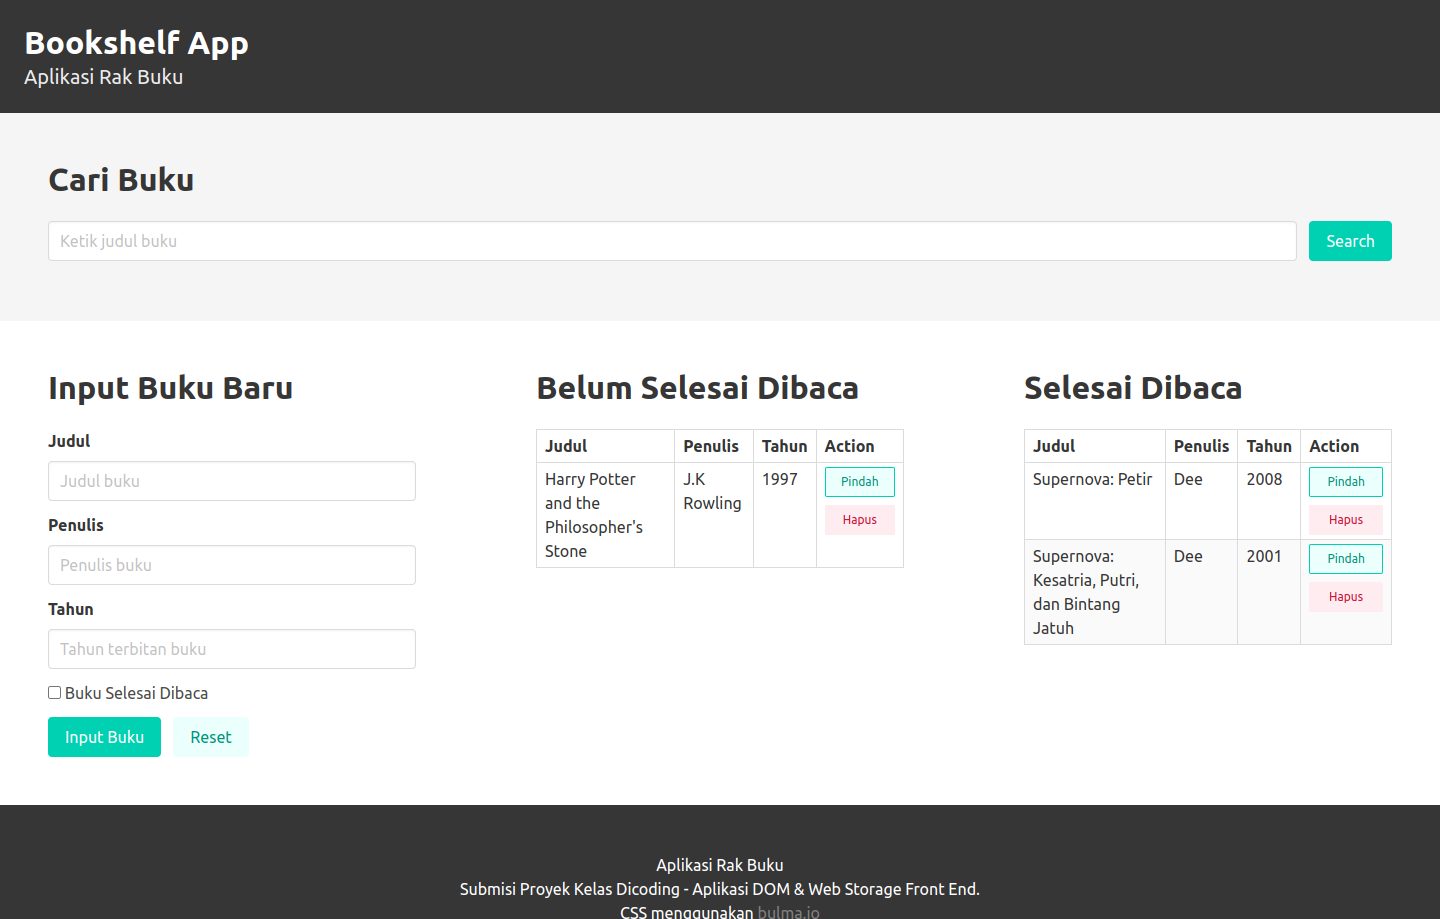 Bookshelf App
Aplikasi Rak Buku
Cari Buku
Ketik judul buku
Search
Input Buku Baru
Judul
Judul buku
Penulis
Penulis buku
Tahun
Tahun terbitan buku
Buku Selesai Dibaca
Input Buku Reset
Belum Selesai Dibaca
Judul Penulis Tahun Action
Harry Potter J.K 1997 Pindah
and the Rowling
Philosopher's Hapus
Stone
Selesai Dibaca
Judul Penulis Tahun Action
Supernova: Petir Dee 2008 Pindah
Hapus
Supernova: Dee 2001 Pindah
Kesatria, Putri,
dan Bintang Hapus
Jatuh
Aplikasi Rak Buku
Submisi Proyek Kelas Dicoding - Aplikasi DOM & Web Storage Front End.
CSS menggunakan bulma.io